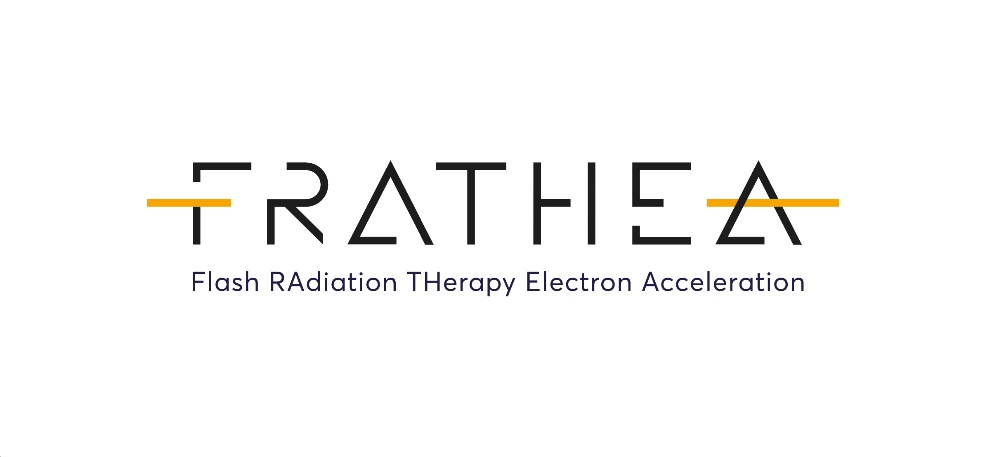 FRATHEA
Flash RAdiation THerapy Electron Acceleration